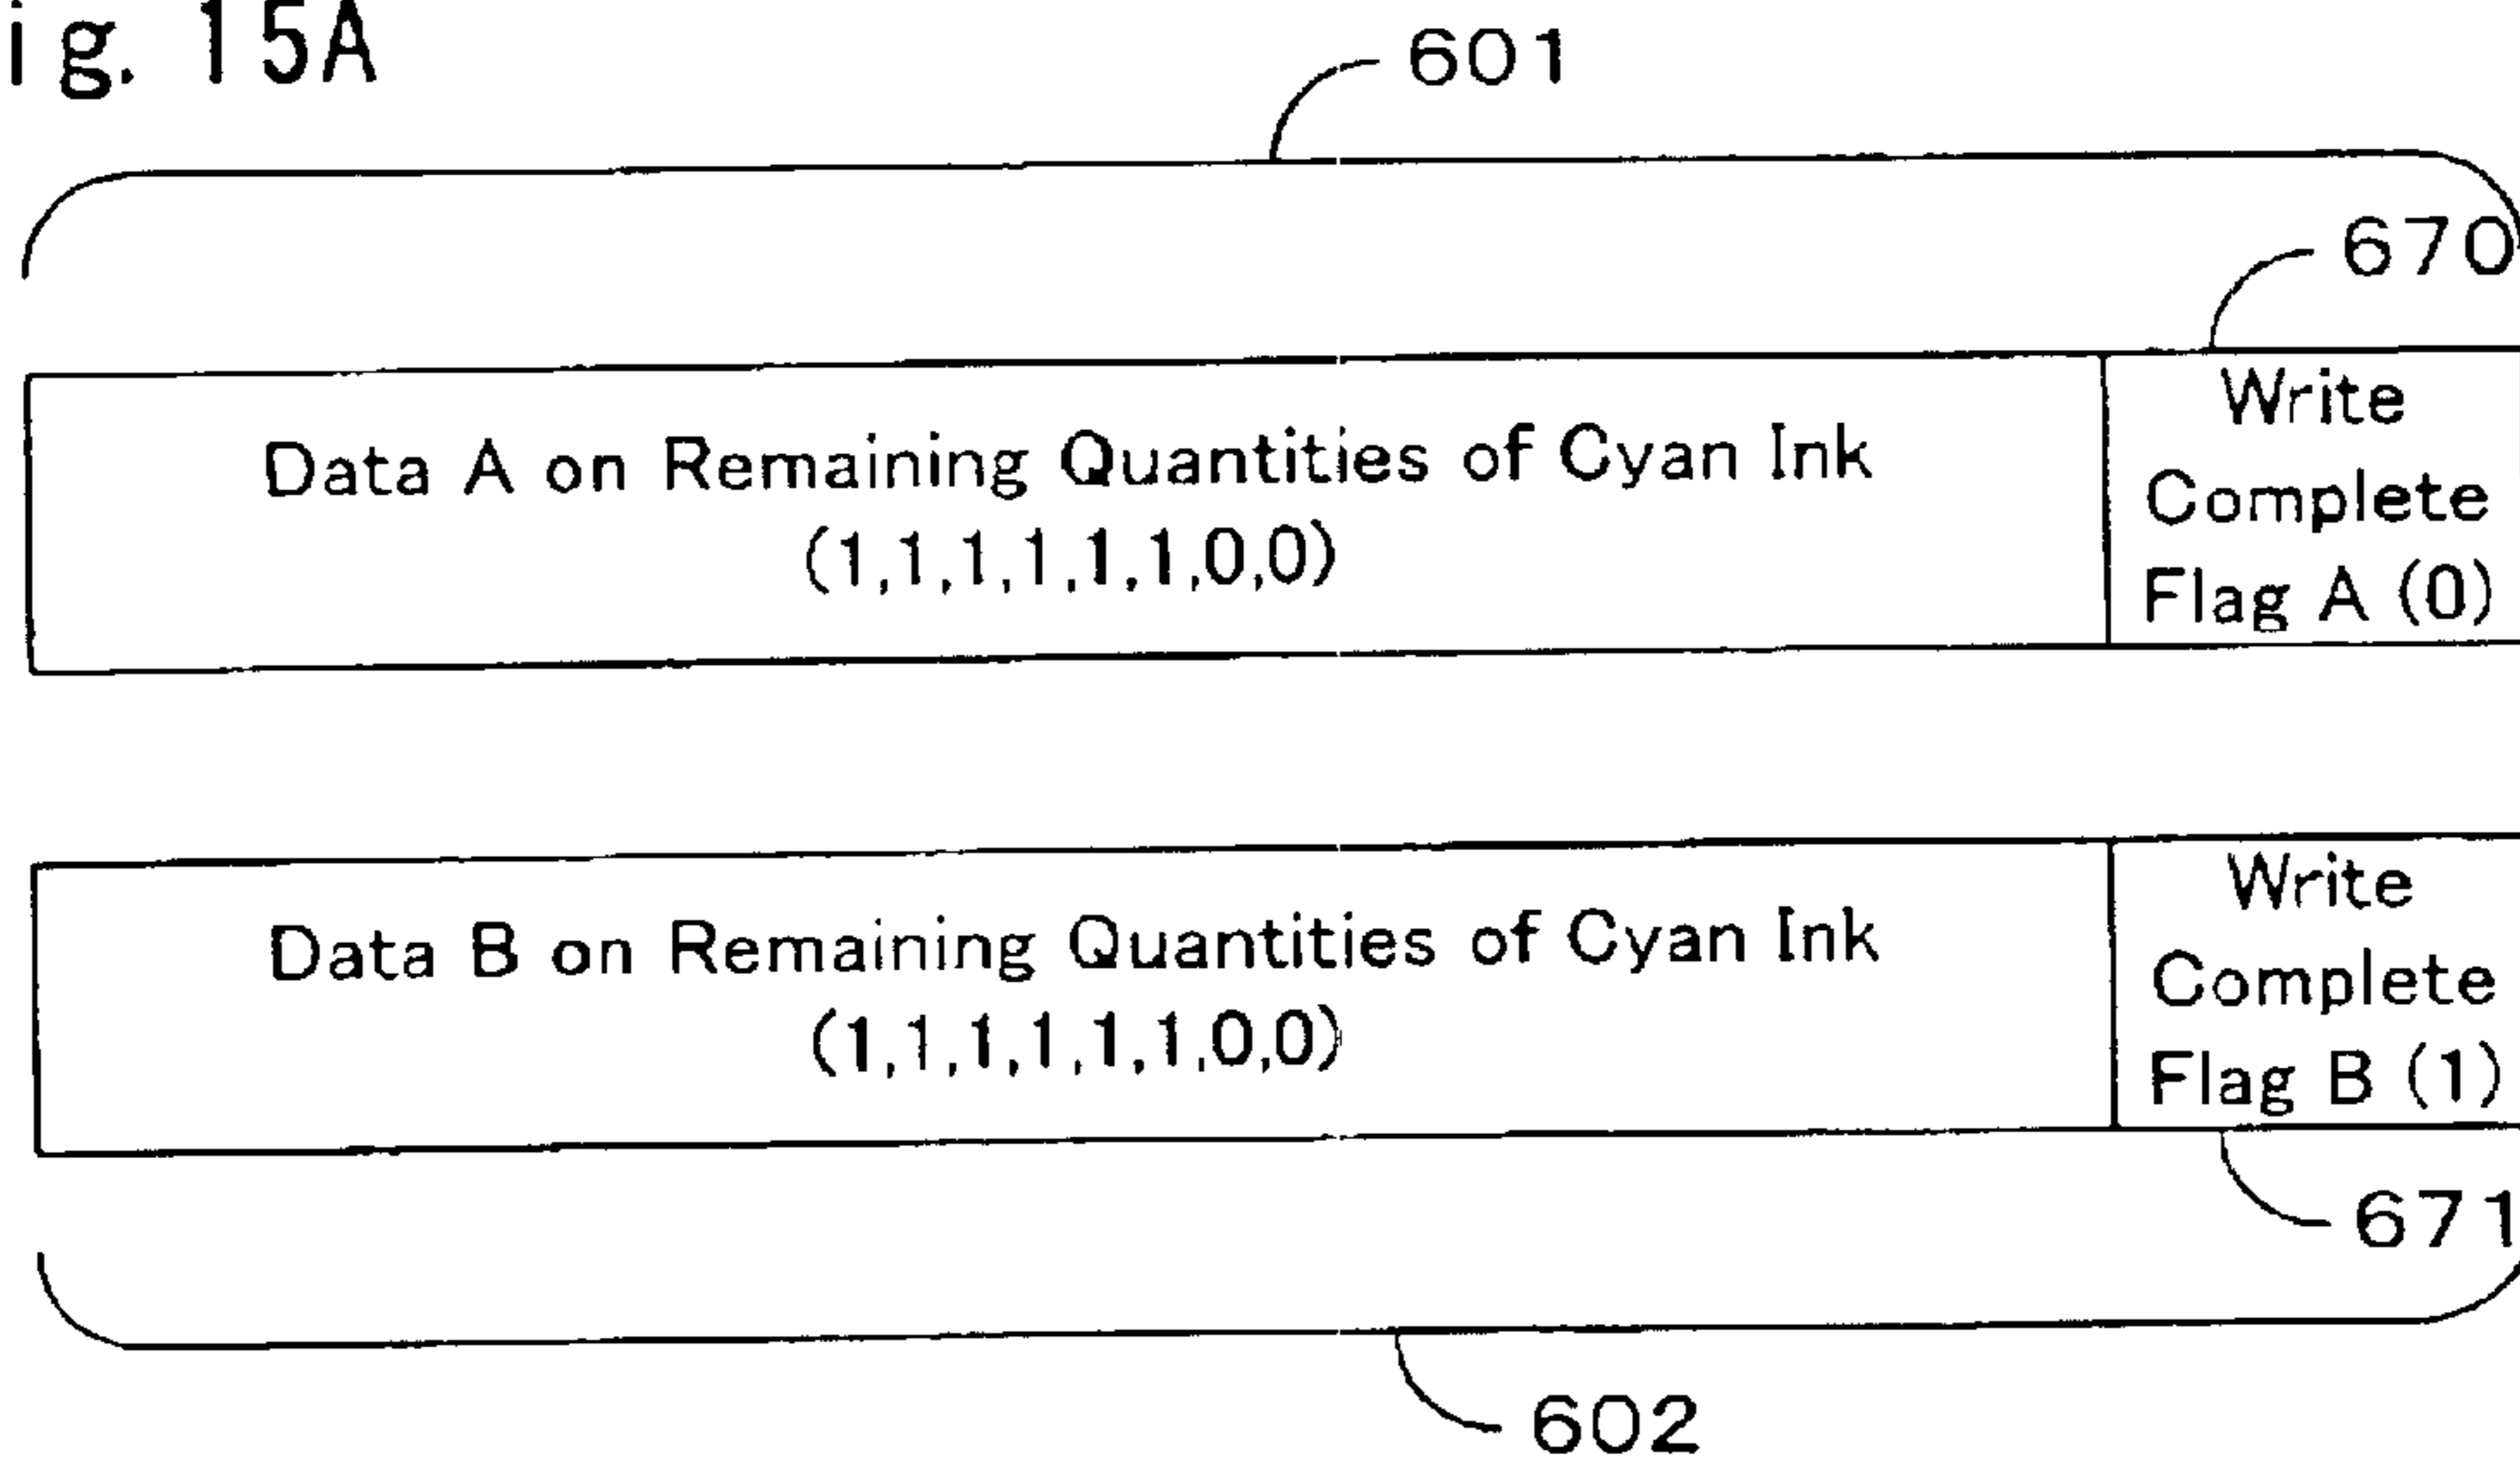 ig. 15A
601
670
Data A on Remaining Quantities of Cyan Ink
(1,1,1,1,1,1,0,0)
Write
Complete
Flag A (0)
Data B on Remaining Quantities of Cyan Ink
(1,1,1,1,1,1,0,0)
Write
Complete
Flag B (1)
671
602